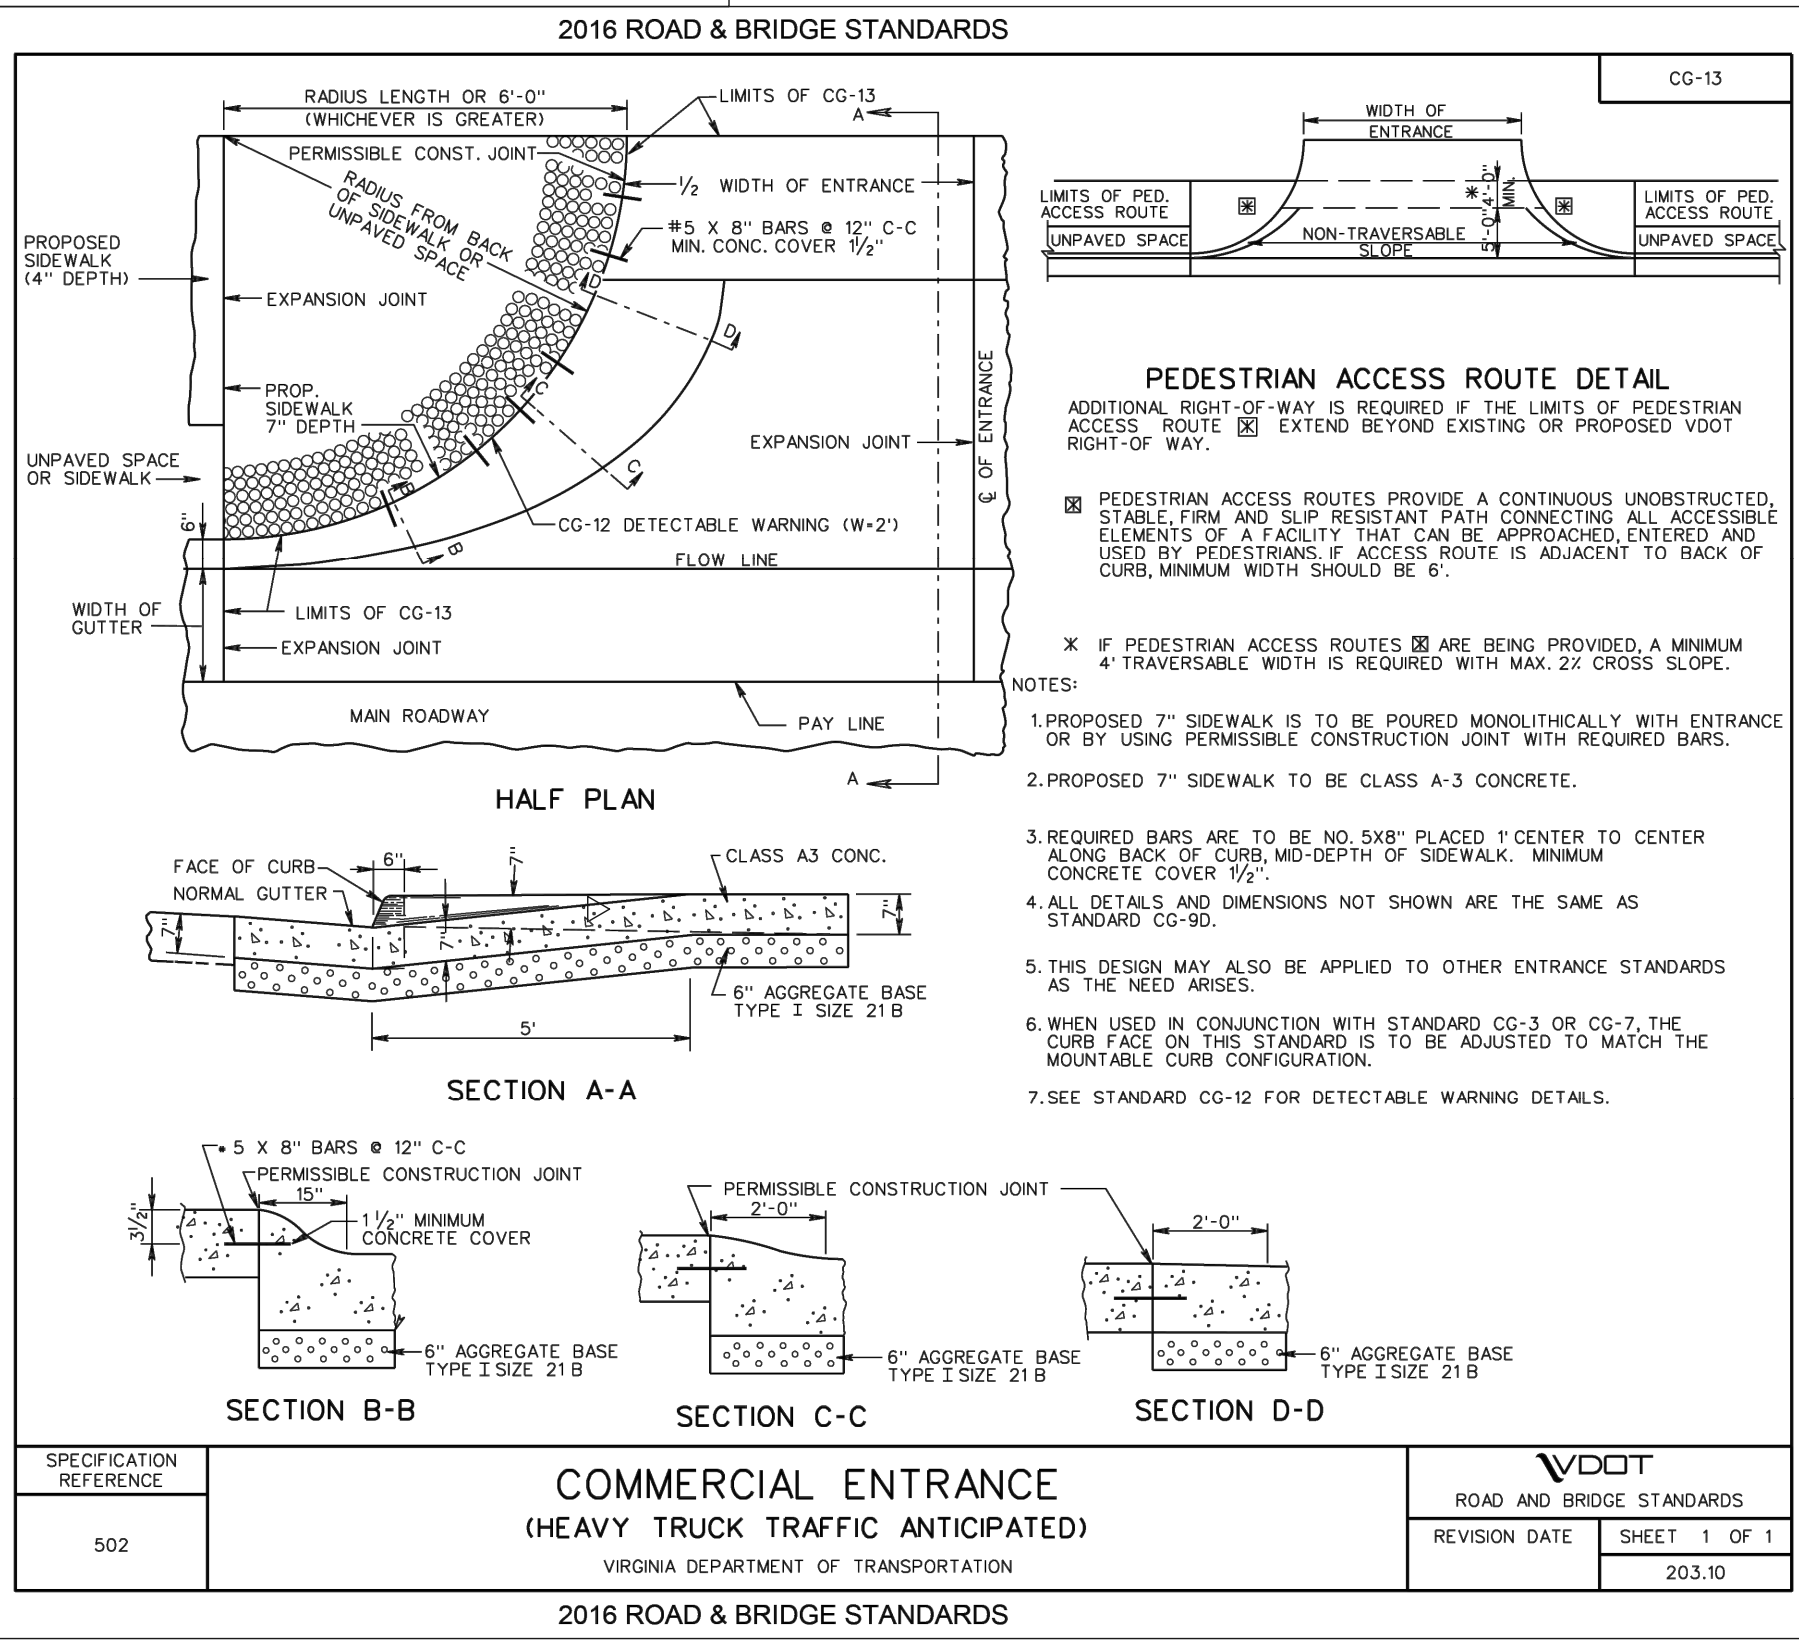 2016 ROAD & BRIDGE STANDARDS
CG-13
RADIUS LENGTH OR 6'-0"
(WHICHEVER IS GREATER)
LIMITS OF CG-13
A
PERMISSIBLE CONST. JOINT
RADIUS FROM BACK
OF SIDEWALK OR
UNPAVED SPACE
1/2 WIDTH OF ENTRANCE
#5 X 8" BARS @ 12" C-C
MIN. CONC. COVER 1 1/2"
PROPOSED
SIDEWALK
(4" DEPTH)
EXPANSION JOINT
D
D
PROP.
SIDEWALK
7" DEPTH
C
C
UNPAVED SPACE
OR SIDEWALK
EXPANSION JOINT
℄ OF ENTRANCE
6"
B
B
CG-12 DETECTABLE WARNING (W=2')
FLOW LINE
WIDTH OF
GUTTER
LIMITS OF CG-13
EXPANSION JOINT
MAIN ROADWAY
PAY LINE
A
HALF PLAN
WIDTH OF
ENTRANCE
LIMITS OF PED.
ACCESS ROUTE
UNPAVED SPACE
*
4'-0"
MIN.
5'-0"
NON-TRAVERSABLE
SLOPE
LIMITS OF PED.
ACCESS ROUTE
UNPAVED SPACE
PEDESTRIAN ACCESS ROUTE DETAIL
ADDITIONAL RIGHT-OF-WAY IS REQUIRED IF THE LIMITS OF PEDESTRIAN
ACCESS ROUTE ⊠ EXTEND BEYOND EXISTING OR PROPOSED VDOT
RIGHT-OF WAY.
⊠ PEDESTRIAN ACCESS ROUTES PROVIDE A CONTINUOUS UNOBSTRUCTED,
STABLE, FIRM AND SLIP RESISTANT PATH CONNECTING ALL ACCESSIBLE
ELEMENTS OF A FACILITY THAT CAN BE APPROACHED, ENTERED AND
USED BY PEDESTRIANS. IF ACCESS ROUTE IS ADJACENT TO BACK OF
CURB, MINIMUM WIDTH SHOULD BE 6'.
* IF PEDESTRIAN ACCESS ROUTES ⊠ ARE BEING PROVIDED, A MINIMUM
4' TRAVERSABLE WIDTH IS REQUIRED WITH MAX. 2% CROSS SLOPE.
NOTES:
1. PROPOSED 7" SIDEWALK IS TO BE POURED MONOLITHICALLY WITH ENTRANCE
OR BY USING PERMISSIBLE CONSTRUCTION JOINT WITH REQUIRED BARS.
2. PROPOSED 7" SIDEWALK TO BE CLASS A-3 CONCRETE.
3. REQUIRED BARS ARE TO BE NO. 5X8" PLACED 1' CENTER TO CENTER
ALONG BACK OF CURB, MID-DEPTH OF SIDEWALK. MINIMUM
CONCRETE COVER 1 1/2".
4. ALL DETAILS AND DIMENSIONS NOT SHOWN ARE THE SAME AS
STANDARD CG-9D.
5. THIS DESIGN MAY ALSO BE APPLIED TO OTHER ENTRANCE STANDARDS
AS THE NEED ARISES.
6. WHEN USED IN CONJUNCTION WITH STANDARD CG-3 OR CG-7, THE
CURB FACE ON THIS STANDARD IS TO BE ADJUSTED TO MATCH THE
MOUNTABLE CURB CONFIGURATION.
7. SEE STANDARD CG-12 FOR DETECTABLE WARNING DETAILS.
FACE OF CURB
NORMAL GUTTER
6"
7"
CLASS A3 CONC.
7"
7"
7"
6" AGGREGATE BASE
TYPE I SIZE 21 B
5'
SECTION A-A
5 X 8" BARS @ 12" C-C
PERMISSIBLE CONSTRUCTION JOINT
15"
3 1/2"
1 1/2" MINIMUM
CONCRETE COVER
6" AGGREGATE BASE
TYPE I SIZE 21 B
SECTION B-B
PERMISSIBLE CONSTRUCTION JOINT
2'-0"
6" AGGREGATE BASE
TYPE I SIZE 21 B
SECTION C-C
2'-0"
6" AGGREGATE BASE
TYPE I SIZE 21 B
SECTION D-D
SPECIFICATION
REFERENCE
502
COMMERCIAL ENTRANCE
(HEAVY TRUCK TRAFFIC ANTICIPATED)
VIRGINIA DEPARTMENT OF TRANSPORTATION
VDOT
ROAD AND BRIDGE STANDARDS
REVISION DATE
SHEET 1 OF 1
203.10
2016 ROAD & BRIDGE STANDARDS